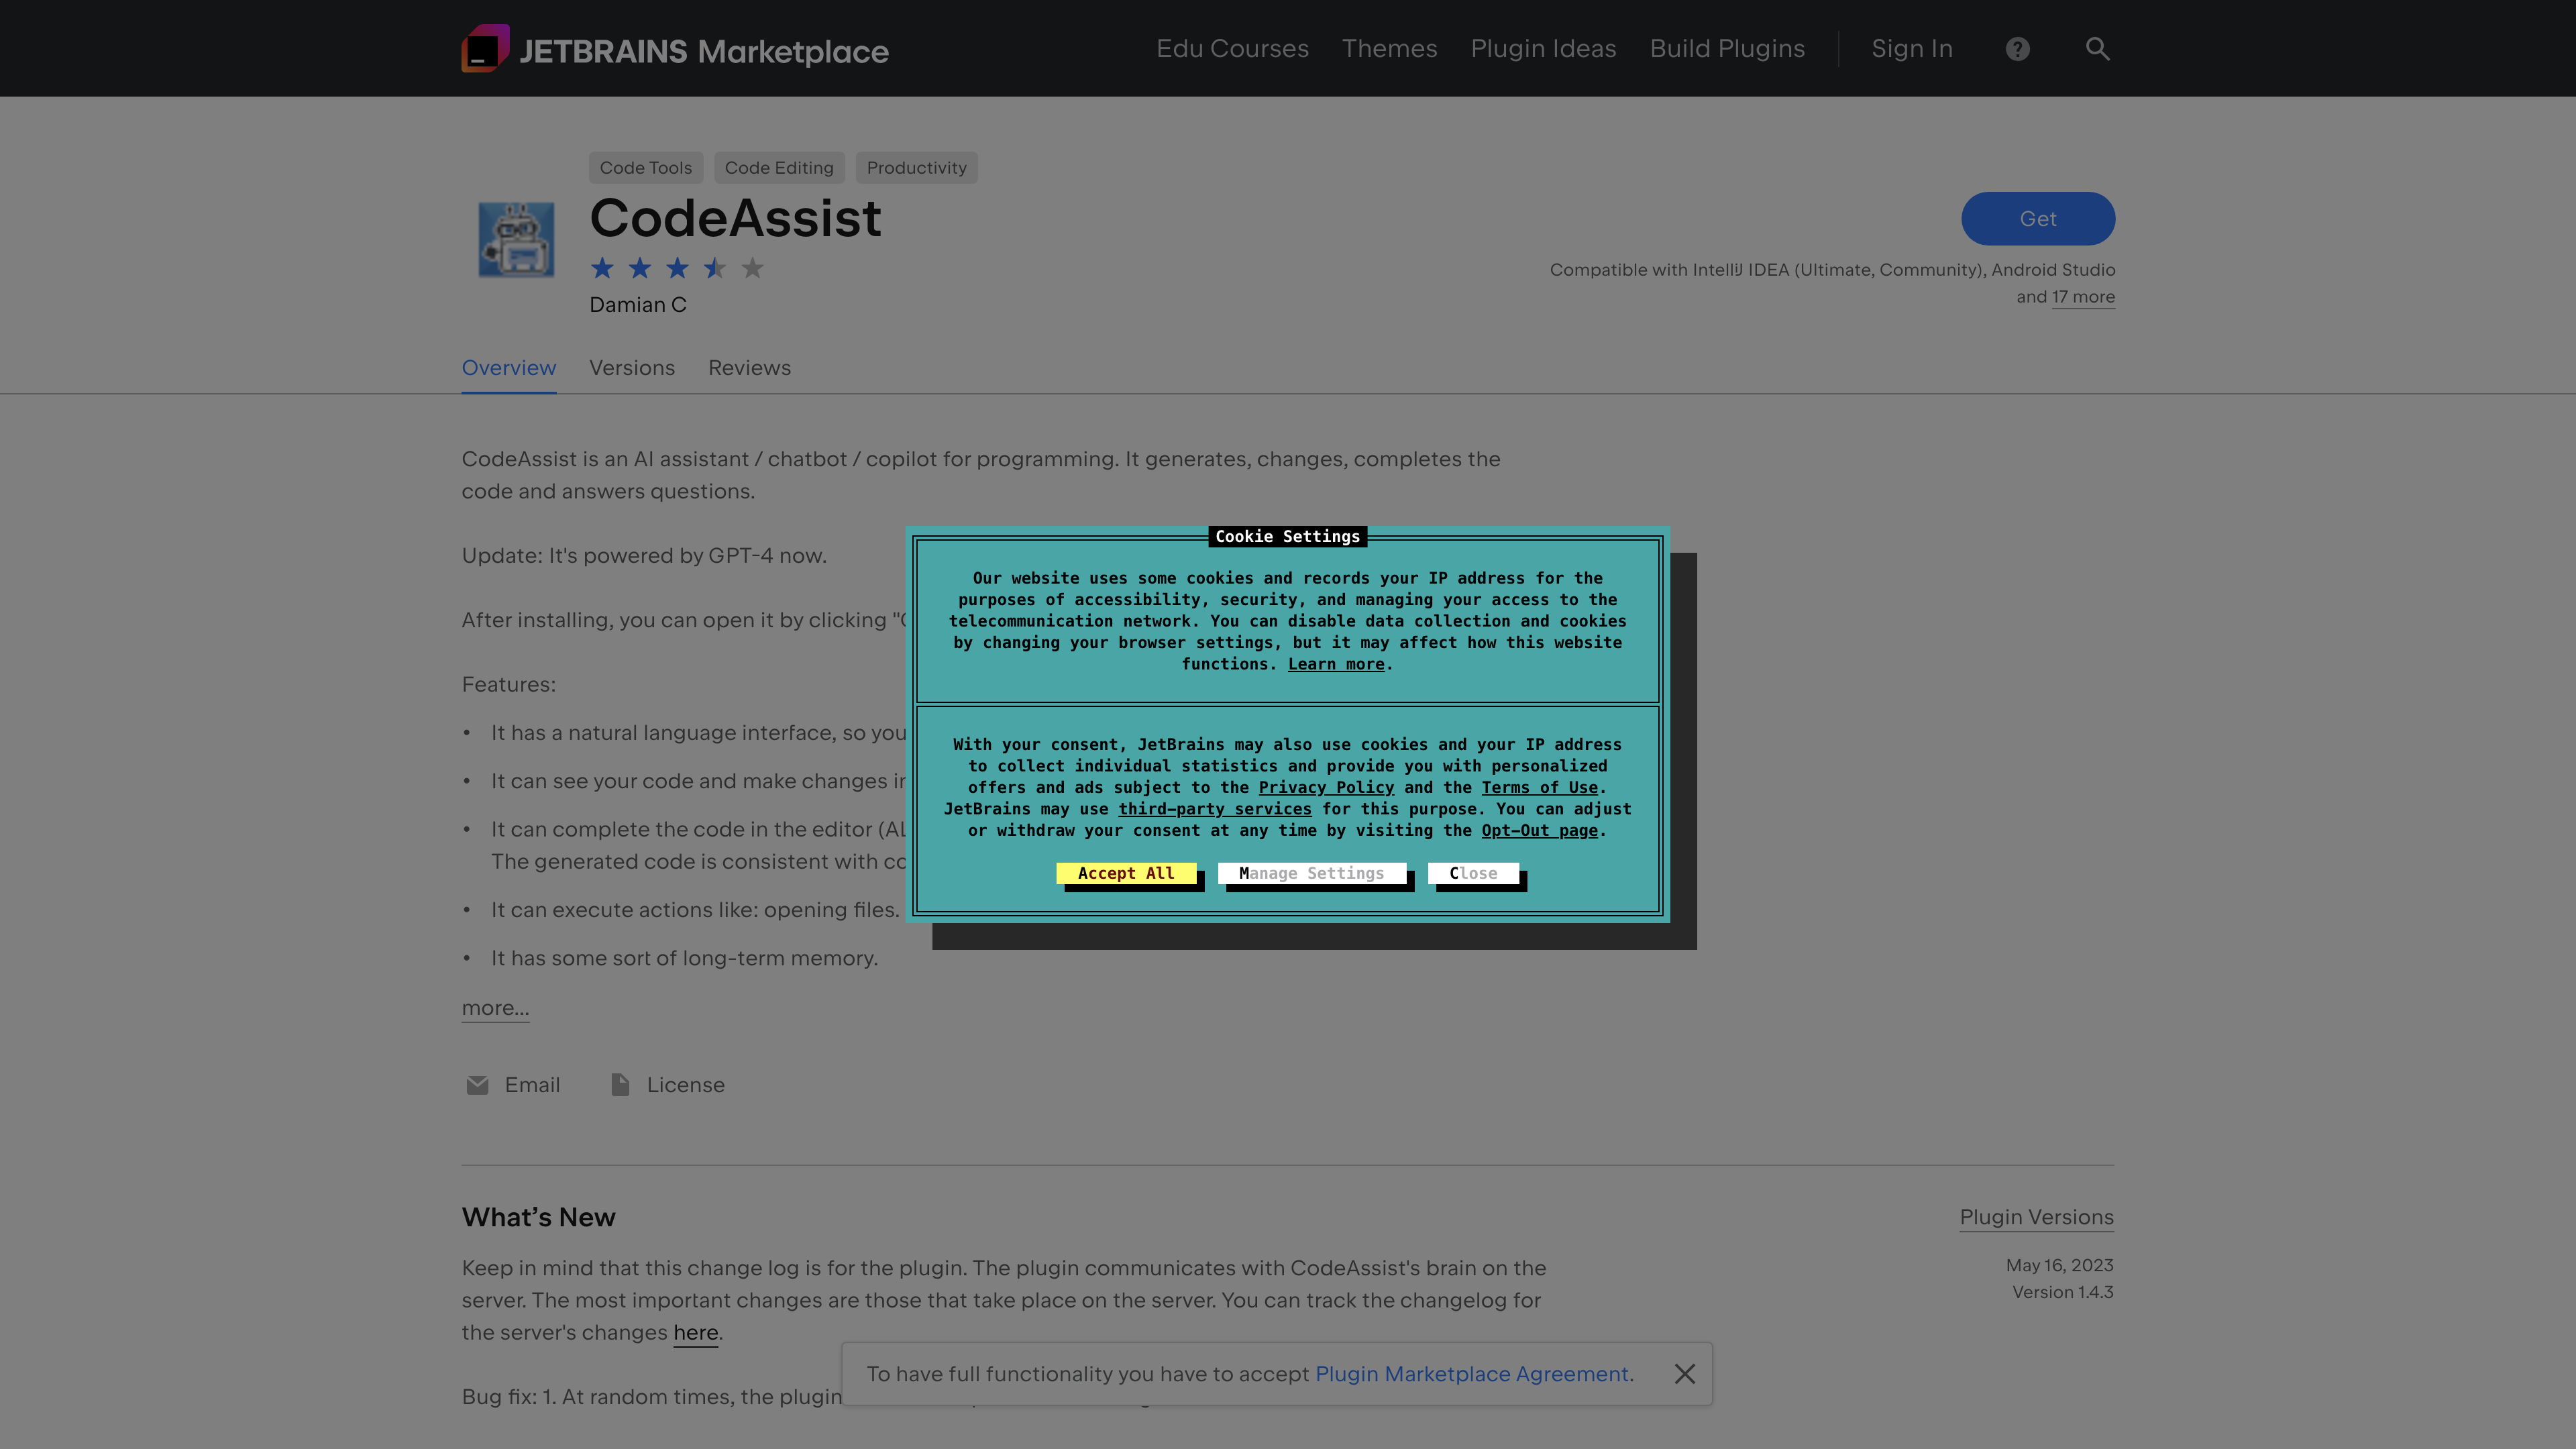 JETBRAINS Marketplace
Edu Courses
Themes
Plugin Ideas
Build Plugins
Sign In
?
Code Tools
Code Editing
Productivity
CodeAssist
Get
Damian C
Compatible with IntelliJ IDEA (Ultimate, Community), Android Studio
and 17 more
Overview
Versions
Reviews
CodeAssist is an AI assistant / chatbot / copilot for programming. It generates, changes, completes the
code and answers questions.
Update: It's powered by GPT-4 now.
After installing, you can open it by clicking
Features:
• It has a natural language interface, so you
• It can see your code and make changes
• It can complete the code in the editor
The generated code is consistent with
• It can execute actions like: opening files.
• It has some sort of long-term memory.
more...
Cookie Settings
Our website uses some cookies and records your IP address for the
purposes of accessibility, security, and managing your access to the
telecommunication network. You can disable data collection and cookies
by changing your browser settings, but it may affect how this website
functions. Learn more.
With your consent, JetBrains may also use cookies and your IP address
to collect individual statistics and provide you with personalized
offers and ads subject to the Privacy Policy and the Terms of Use.
JetBrains may use third-party services for this purpose. You can adjust
or withdraw your consent at any time by visiting the Opt-Out page.
Accept All
Manage Settings
Close
Email
License
What's New
Plugin Versions
Keep in mind that this change log is for the plugin. The plugin communicates with CodeAssist's brain on the
server. The most important changes are those that take place on the server. You can track the changelog for
the server's changes here.
May 16, 2023
Version 1.4.3
Bug fix: 1. At random times, the plugin
To have full functionality you have to accept Plugin Marketplace Agreement.